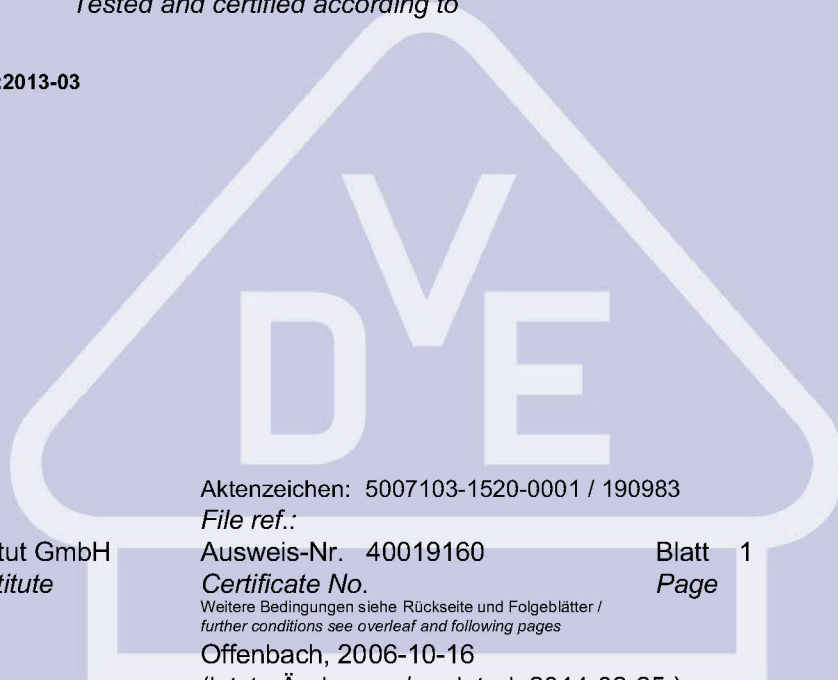 Tested and certified according to
:2013-03
DVE
Aktenzeichen: 5007103-1520-0001 / 190983
File ref.:
tut GmbH Ausweis-Nr. 40019160 Blatt 1
titute Certificate No. Page
Weitere Bedingungen siehe Rückseite und Folgeblätter /
further conditions see overleaf and following pages
Offenbach, 2006-10-16